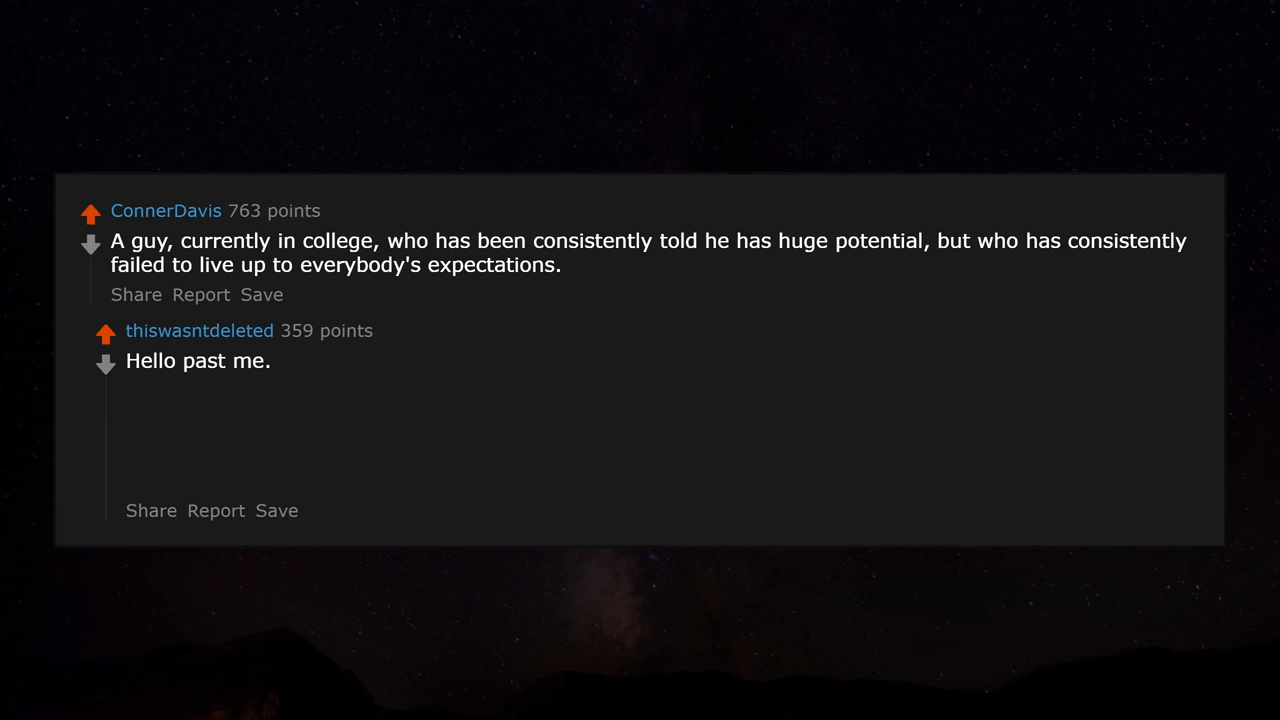 ConnerDavis 763 points
A guy, currently in college, who has been consistently told he has huge potential, but who has consistently
failed to live up to everybody's expectations.
Share Report Save
thiswasntdeleted 359 points
Hello past me.
Share Report Save